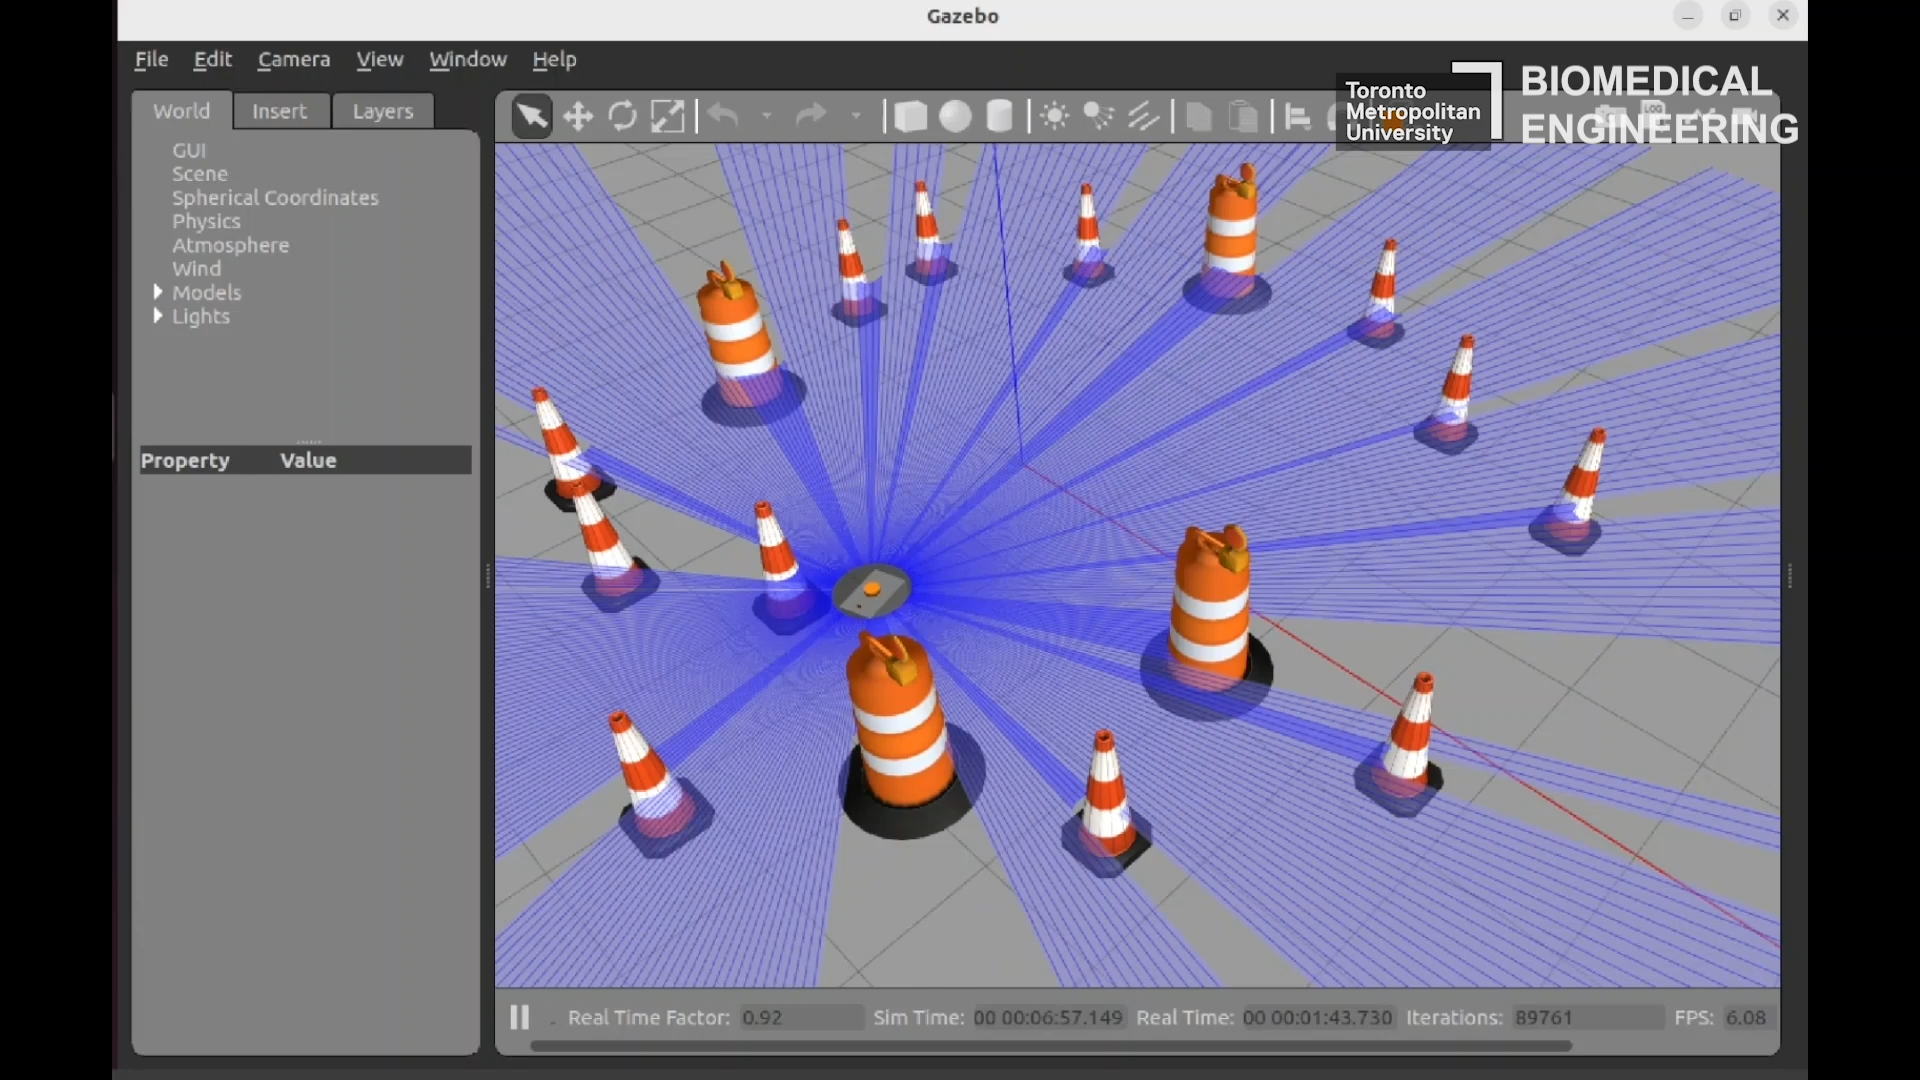 Gazebo
File Edit Camera View Window Help
Toronto
Metropolitan
University
BIOMEDICAL
ENGINEERING
World Insert Layers
LOG
GUI
Scene
Spherical Coordinates
Physics
Atmosphere
Wind
Models
Lights
Property Value
Real Time Factor: 0.92 Sim Time: 00 00:06:57.149 Real Time: 00 00:01:43.730 Iterations: 89761 FPS: 6.08